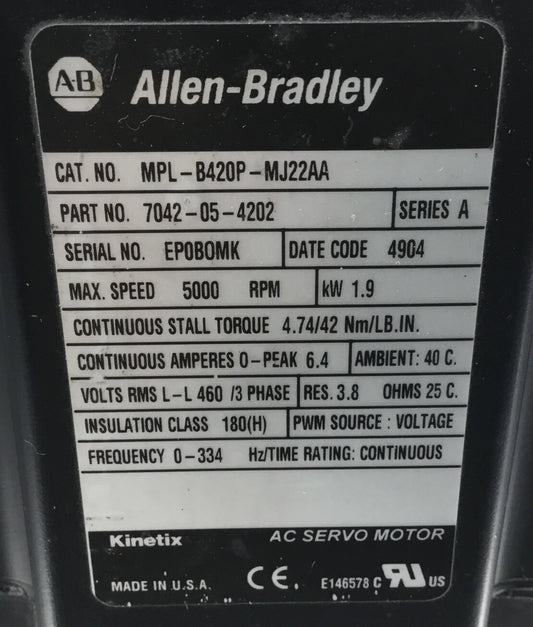 A-B Allen-Bradley
CAT. NO. MPL-B420P-MJ22AA
PART NO. 7042-05-4202 SERIES A
SERIAL NO. EPOBOMK DATE CODE 4904
MAX. SPEED 5000 RPM kW 1.9
CONTINUOUS STALL TORQUE 4.74/42 Nm/LB.IN.
CONTINUOUS AMPERES 0-PEAK 6.4 AMBIENT: 40 C.
VOLTS RMS L-L 460 /3 PHASE RES. 3.8 OHMS 25 C.
INSULATION CLASS 180(H) PWM SOURCE : VOLTAGE
FREQUENCY 0-334 Hz/TIME RATING: CONTINUOUS
Kinetix AC SERVO MOTOR
MADE IN U.S.A. CE. E146578 C RU US